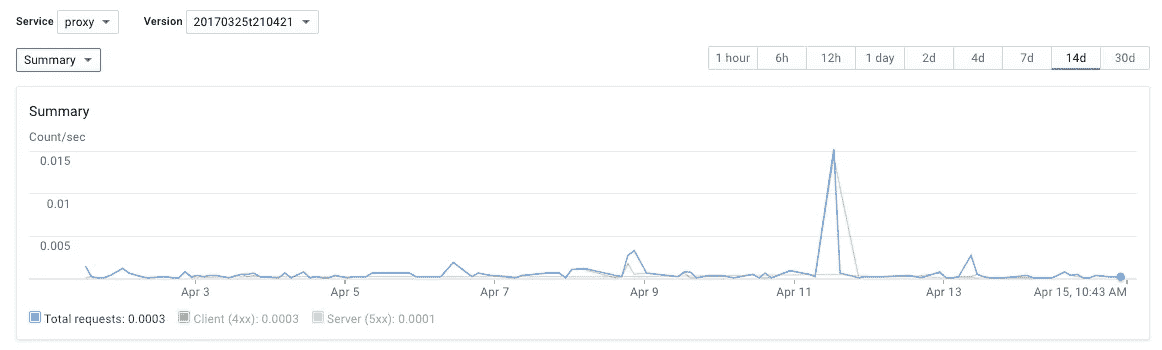 Service proxy Version 20170325t210421
Summary 1 hour 6h 12h 1 day 2d 4d 7d 14d 30d
Summary
Count/sec
0.015
0.01
0.005
Apr 3 Apr 5 Apr 7 Apr 9 Apr 11 Apr 13 Apr 15, 10:43 AM
Total requests: 0.0003 Client (4xx): 0.0003 Server (5xx): 0.0001